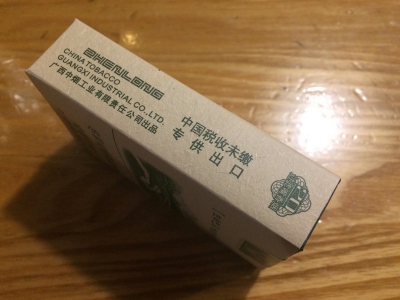 ZHENLONG
CHINA TOBACCO
GUANGXI INDUSTRIAL CO.,LTD.
广西中烟工业有限责任公司出品
中国税收未缴
专供出口